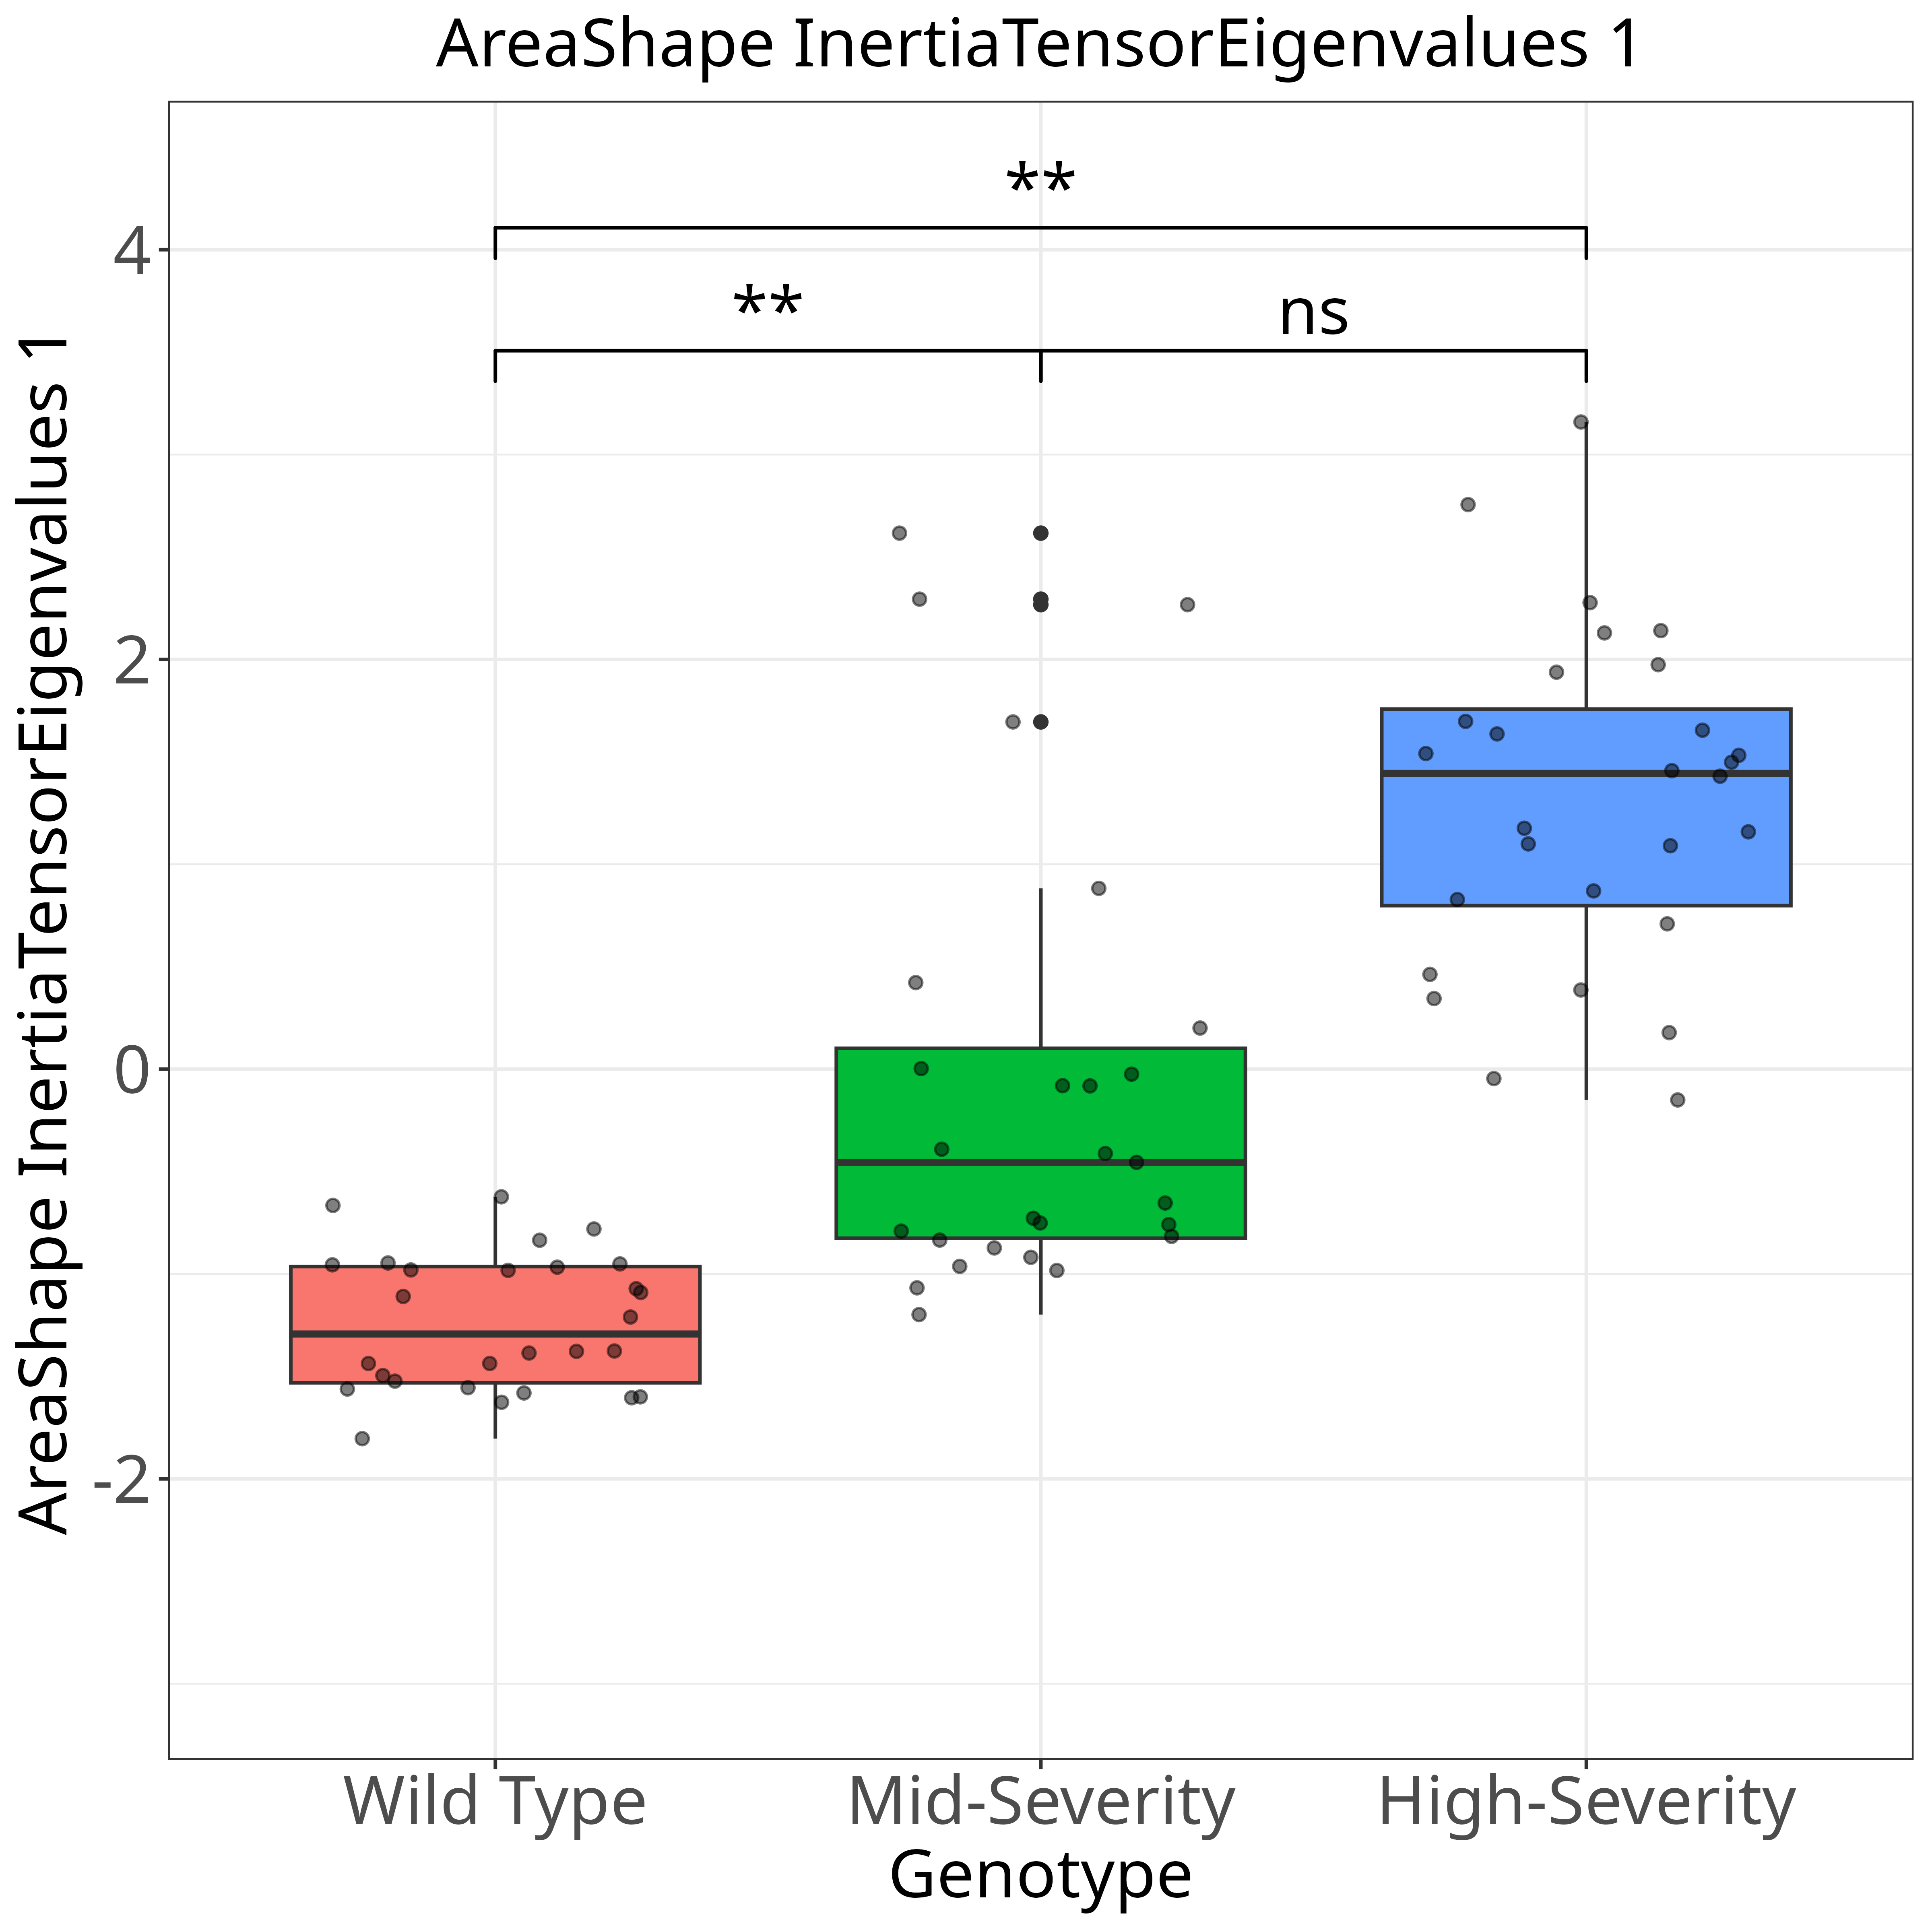 AreaShape InertiaTensorEigenvalues 1
**
4
**
ns
2
0
-2
AreaShape InertiaTensorEigenvalues 1
Wild Type
Mid-Severity
High-Severity
Genotype